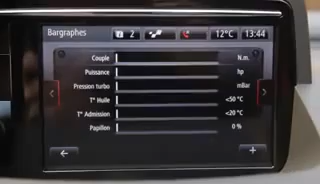 Bargraphes 2 12°C 13:44
Couple N.m.
Puissance hp
Pression turbo mBar
T° Huile <50 °C
T° Admission <20 °C
Papillon 0 %